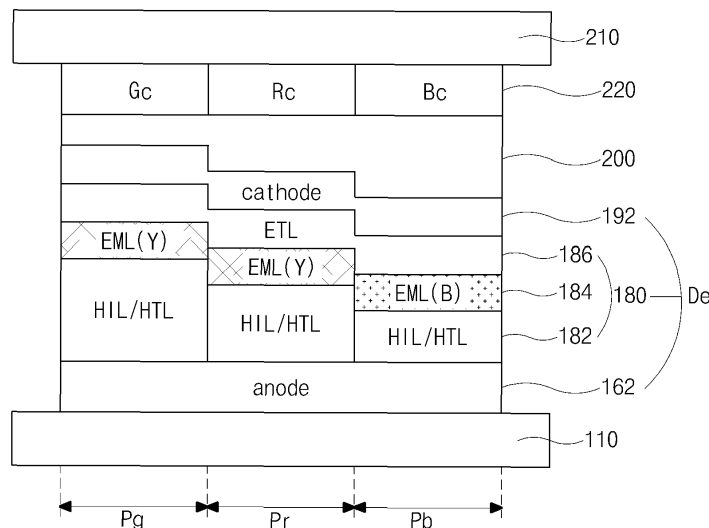 210
Gc Rc Bc 220
200
cathode
192
ETL
EML(Y) 186
EML(Y)
EML(B) 184 180 De
HIL/HTL HIL/HTL HIL/HTL 182
anode 162
110
Pg Pr Pb